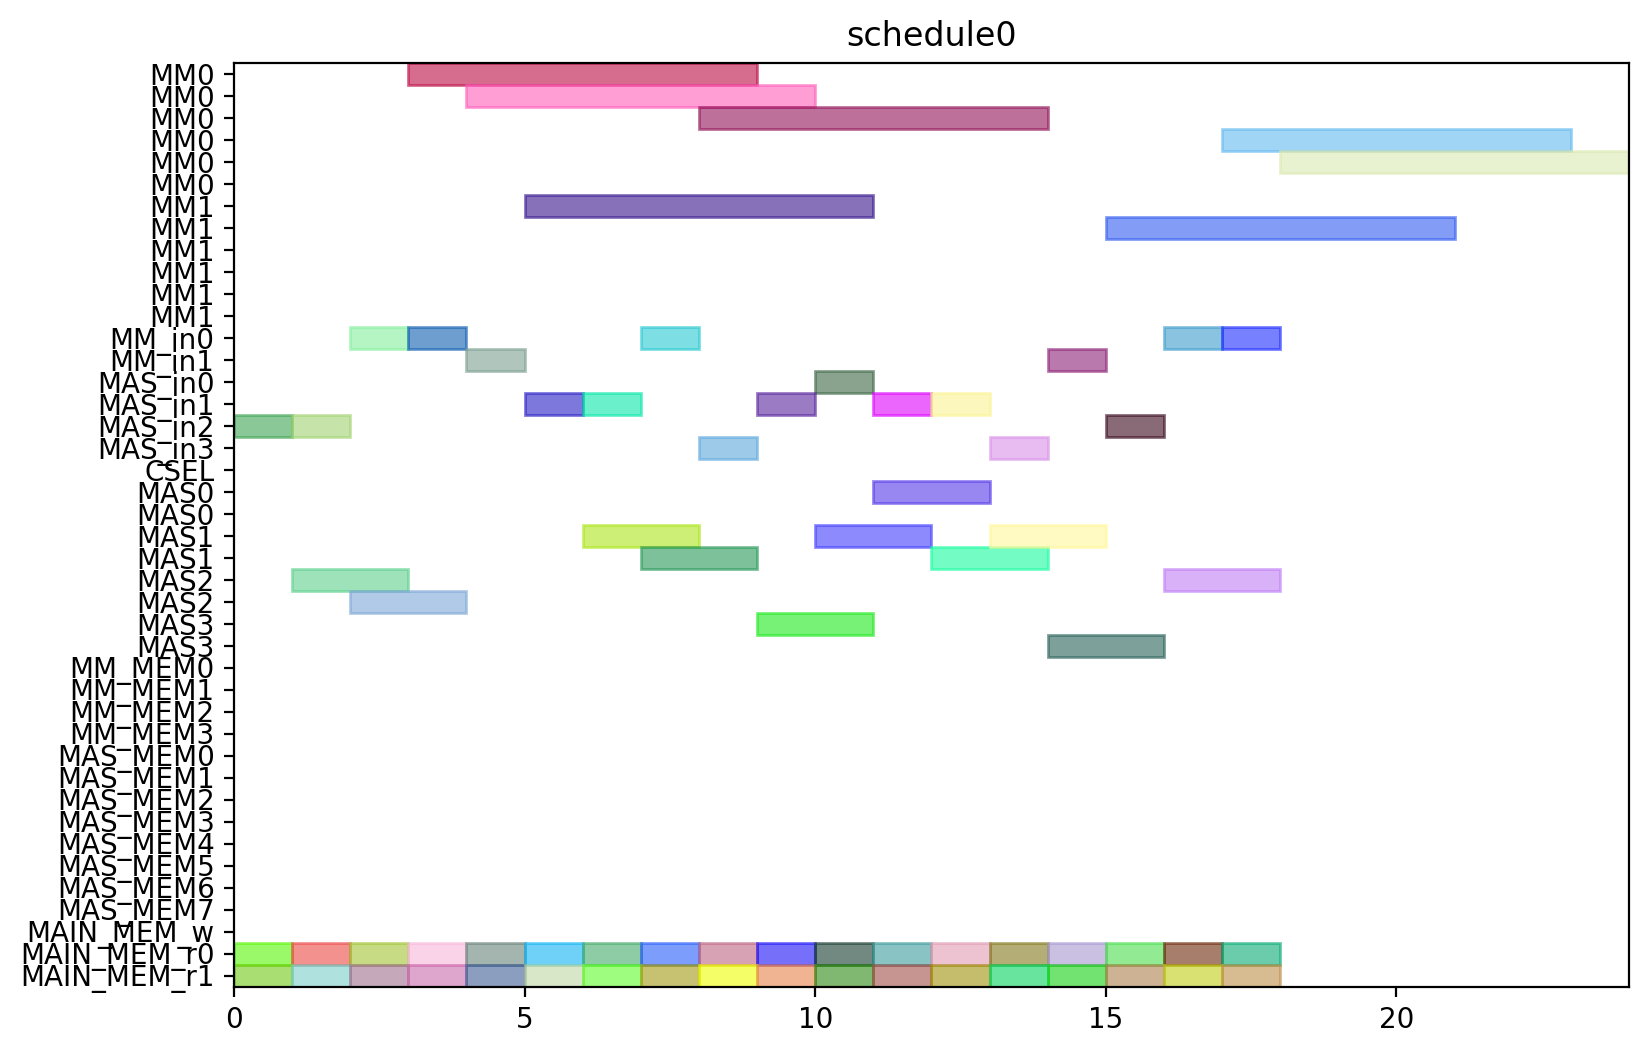 schedule0
MM0
MM0
MM0
MM0
MM0
MM0
MM1
MM1
MM1
MM1
MM1
MM1
MM_in0
MM_in1
MAS_in0
MAS_in1
MAS_in2
MAS_in3
CSEL
MAS0
MAS0
MAS1
MAS1
MAS2
MAS2
MAS3
MAS3
MM_MEM0
MM_MEM1
MM_MEM2
MM_MEM3
MAS_MEM0
MAS_MEM1
MAS_MEM2
MAS_MEM3
MAS_MEM4
MAS_MEM5
MAS_MEM6
MAS_MEM7
MAIN_MEM_w
MAIN_MEM_r0
MAIN_MEM_r1
0 5 10 15 20